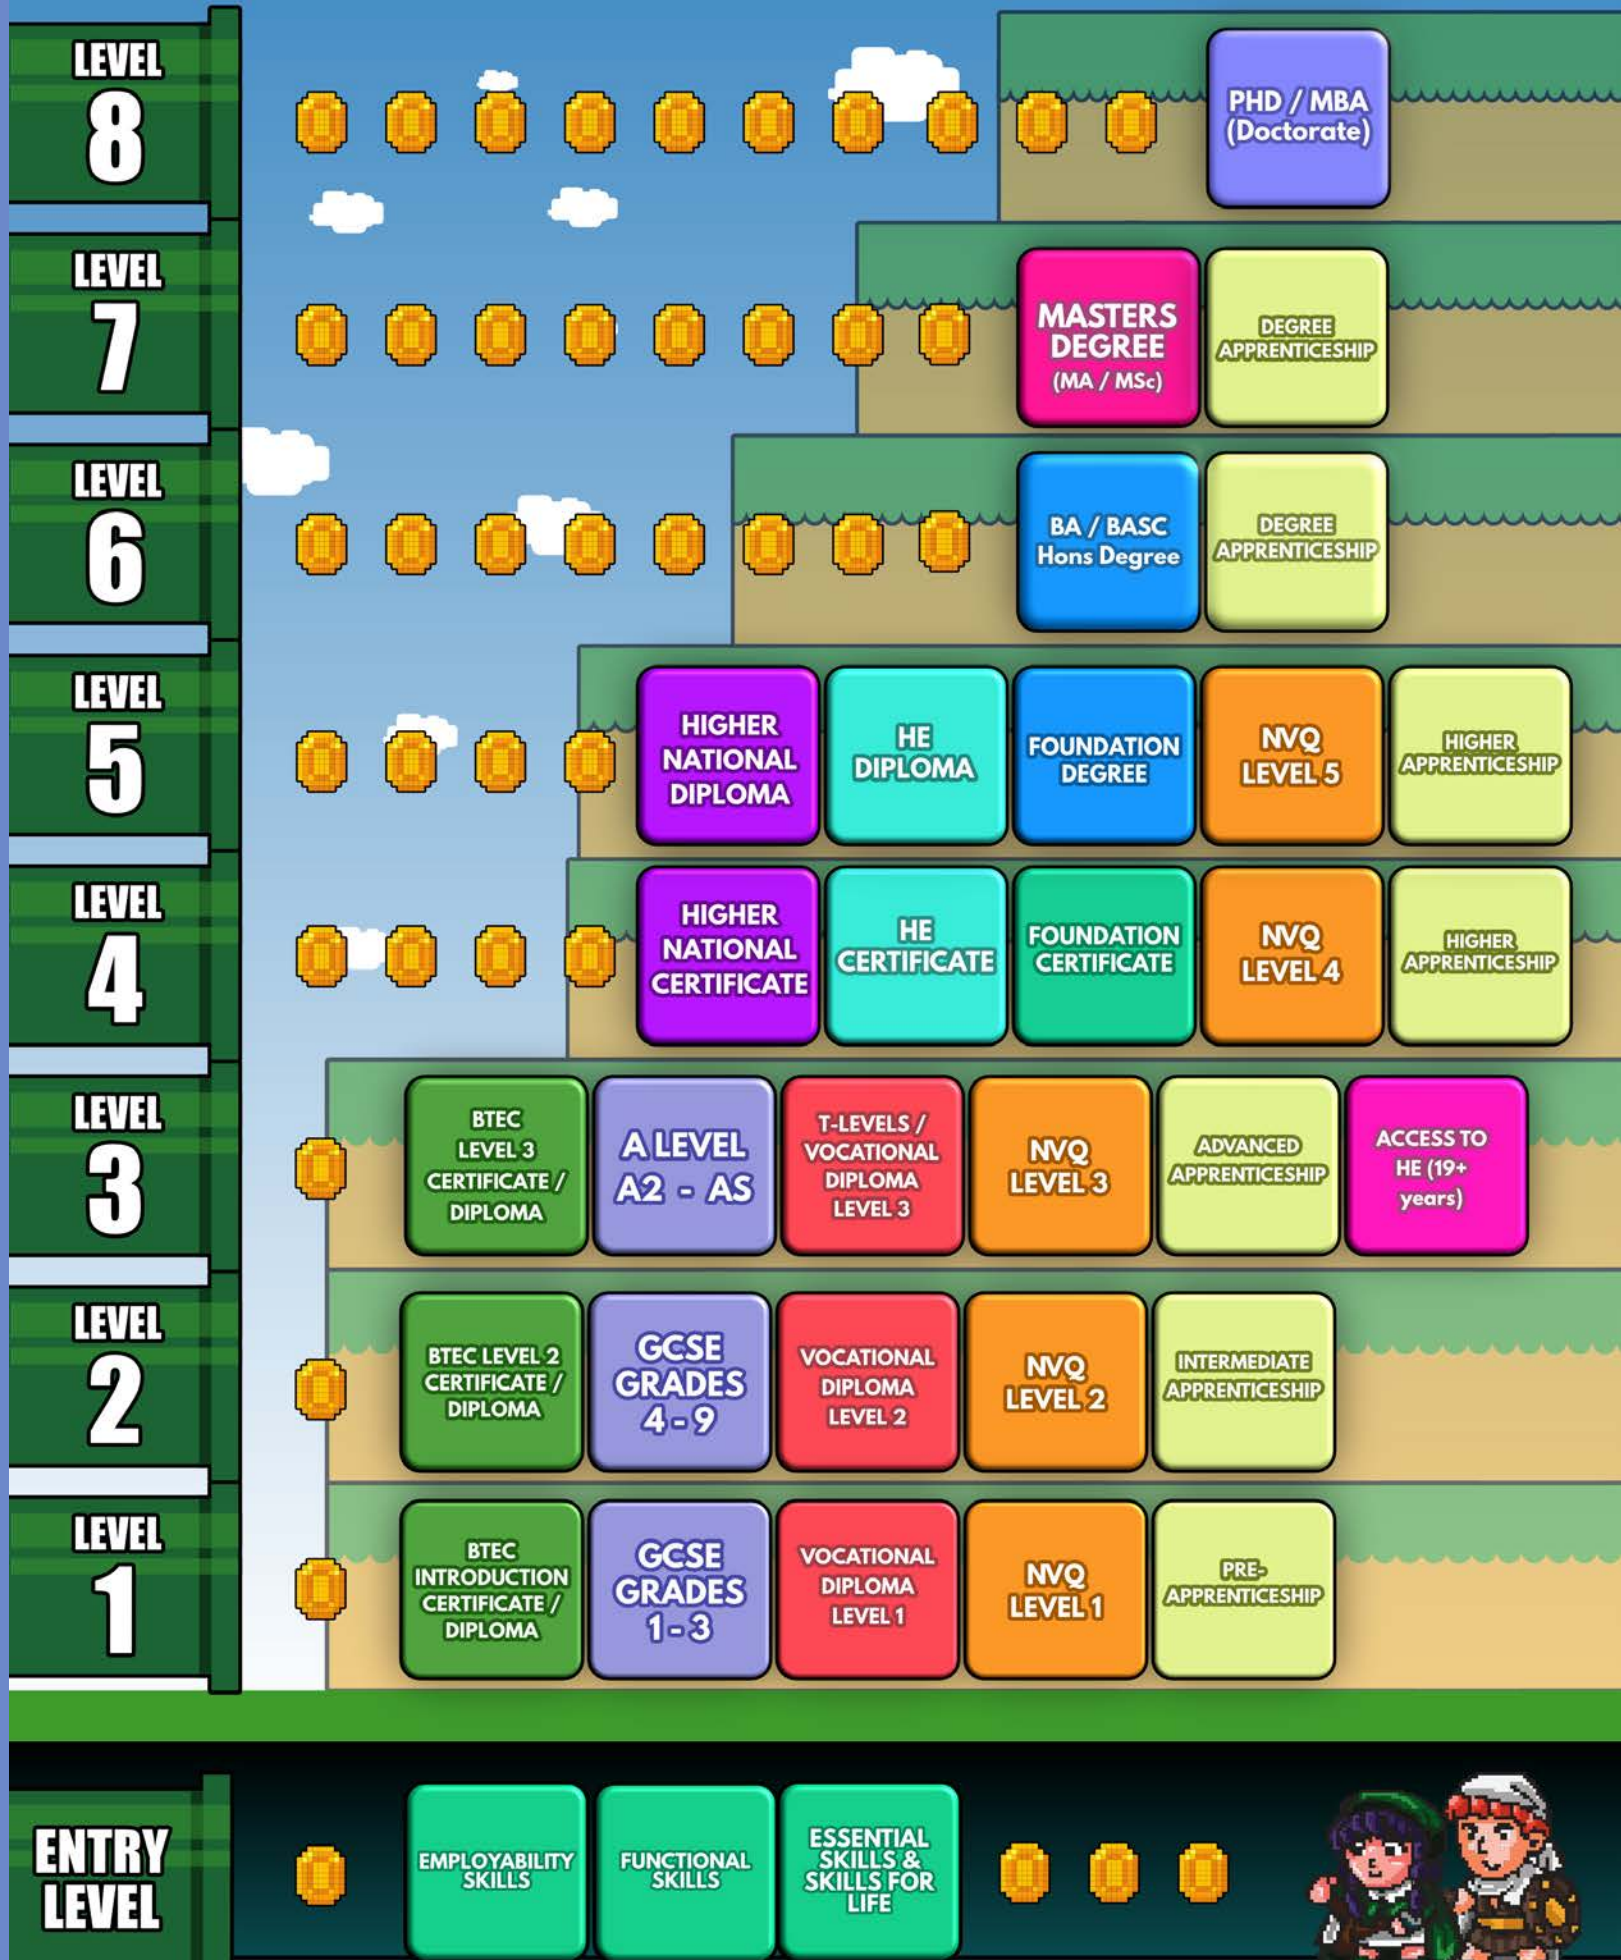 LEVEL
8
PHD / MBA
(Doctorate)
LEVEL
7
MASTERS
DEGREE
(MA / MSc)
DEGREE
APPRENTICESHIP
LEVEL
6
BA / BASC
Hons Degree
DEGREE
APPRENTICESHIP
LEVEL
5
HIGHER
NATIONAL
DIPLOMA
HE
DIPLOMA
FOUNDATION
DEGREE
NVQ
LEVEL 5
HIGHER
APPRENTICESHIP
LEVEL
4
HIGHER
NATIONAL
CERTIFICATE
HE
CERTIFICATE
FOUNDATION
CERTIFICATE
NVQ
LEVEL 4
HIGHER
APPRENTICESHIP
LEVEL
3
BTEC
LEVEL 3
CERTIFICATE /
DIPLOMA
A LEVEL
A2 - AS
T-LEVELS /
VOCATIONAL
DIPLOMA
LEVEL 3
NVQ
LEVEL 3
ADVANCED
APPRENTICESHIP
ACCESS TO
HE (19+
years)
LEVEL
2
BTEC LEVEL 2
CERTIFICATE /
DIPLOMA
GCSE
GRADES
4 - 9
VOCATIONAL
DIPLOMA
LEVEL 2
NVQ
LEVEL 2
INTERMEDIATE
APPRENTICESHIP
LEVEL
1
BTEC
INTRODUCTION
CERTIFICATE /
DIPLOMA
GCSE
GRADES
1 - 3
VOCATIONAL
DIPLOMA
LEVEL 1
NVQ
LEVEL 1
PRE-
APPRENTICESHIP
ENTRY
LEVEL
EMPLOYABILITY
SKILLS
FUNCTIONAL
SKILLS
ESSENTIAL
SKILLS &
SKILLS FOR
LIFE